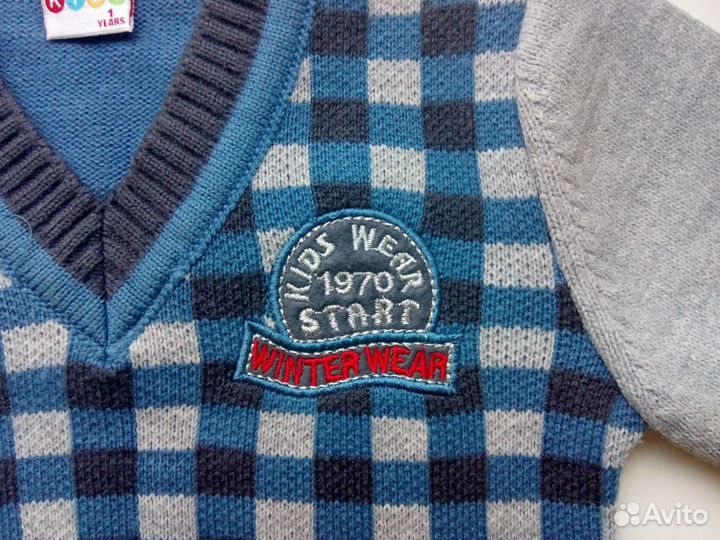 1
YEARS
KIDS WEAR
1970
START
WINTER WEAR
Avito